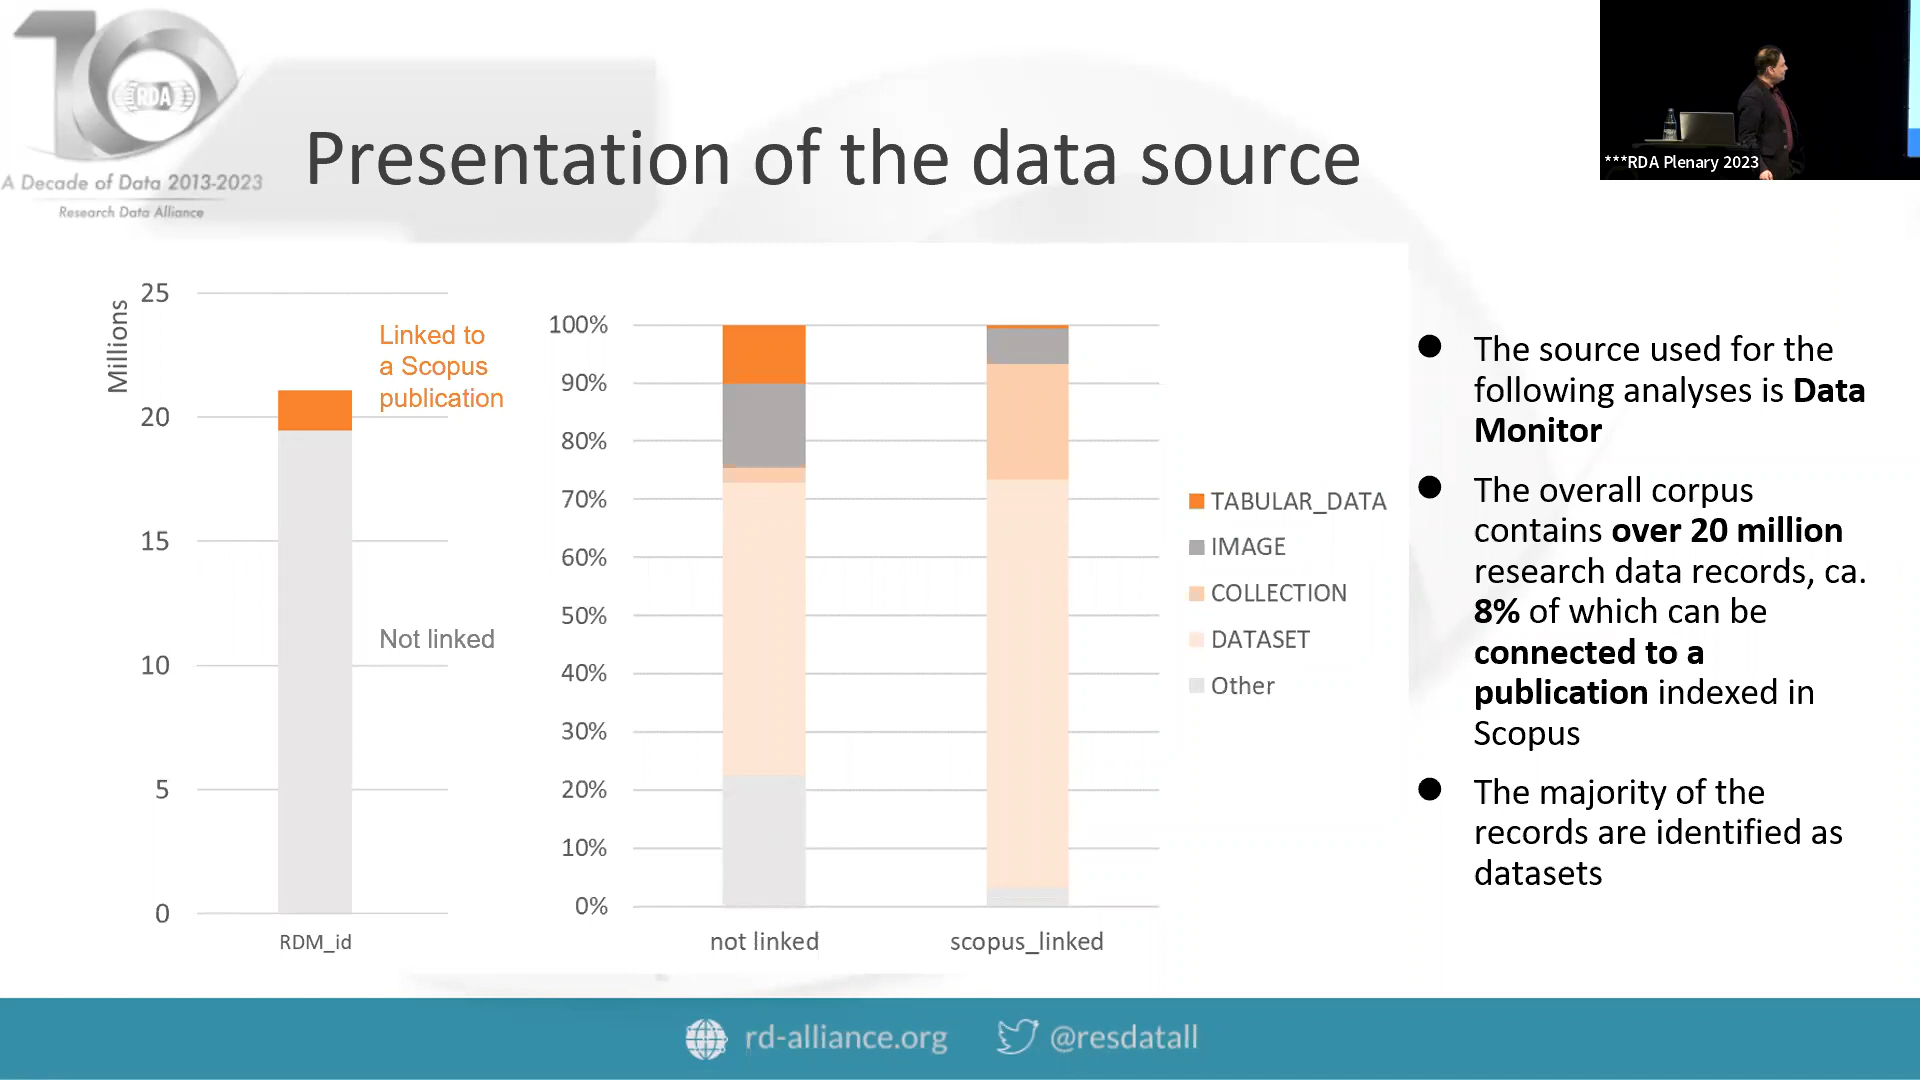 10
RDA
A Decade of Data 2013-2023
Research Data Alliance
Presentation of the data source
***RDA Plenary 2023
Millions
25
20
15
10
5
0
Linked to
a Scopus
publication
Not linked
RDM_id
100%
90%
80%
70%
60%
50%
40%
30%
20%
10%
0%
not linked
scopus_linked
TABULAR_DATA
IMAGE
COLLECTION
DATASET
Other
● The source used for the
following analyses is Data
Monitor
● The overall corpus
contains over 20 million
research data records, ca.
8% of which can be
connected to a
publication indexed in
Scopus
● The majority of the
records are identified as
datasets
rd-alliance.org
@resdatall